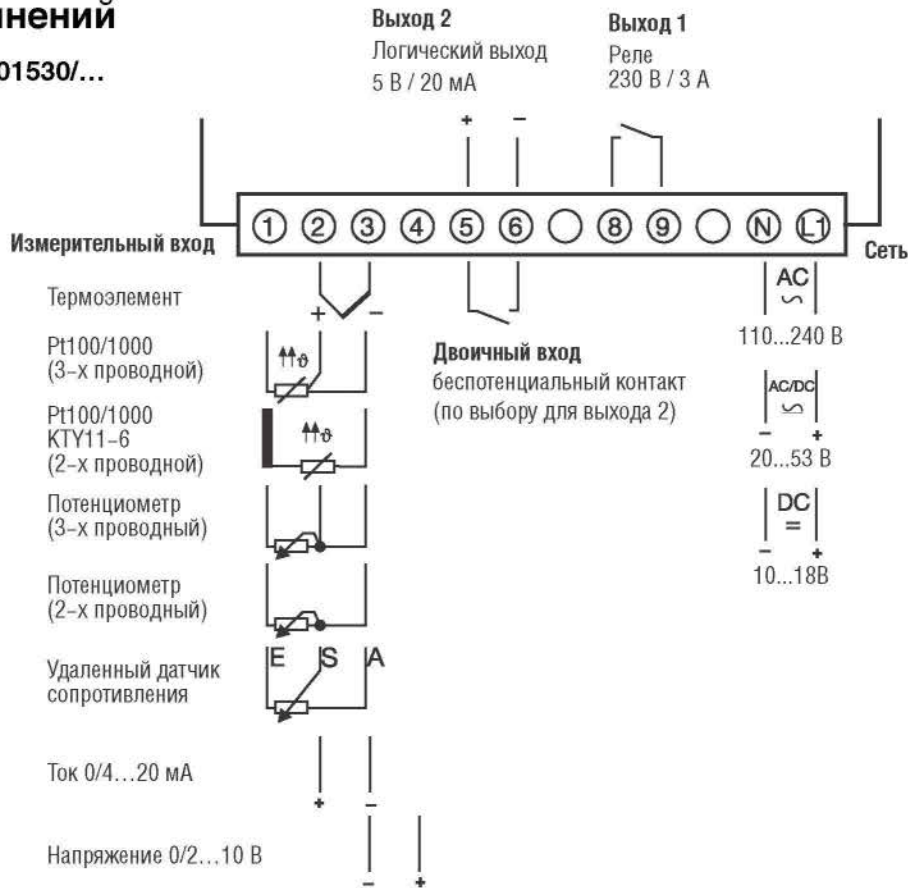 нений
01530/...
Выход 2
Логический выход
5 В / 20 мА
Выход 1
Реле
230 В / 3 А
+ −
1 2 3 4 5 6 8 9 N L1
Измерительный вход
Сеть
Термоэлемент
+ −
Pt100/1000
(3-х проводной)
ϑ
Pt100/1000
KTY11-6
(2-х проводной)
ϑ
Потенциометр
(3-х проводный)
Потенциометр
(2-х проводный)
Удаленный датчик
сопротивления
E S A
Ток 0/4...20 мА
+ −
Напряжение 0/2...10 В
− +
Двоичный вход
беспотенциальный контакт
(по выбору для выхода 2)
AC
110...240 В
AC/DC
− +
20...53 В
DC
=
− +
10...18В